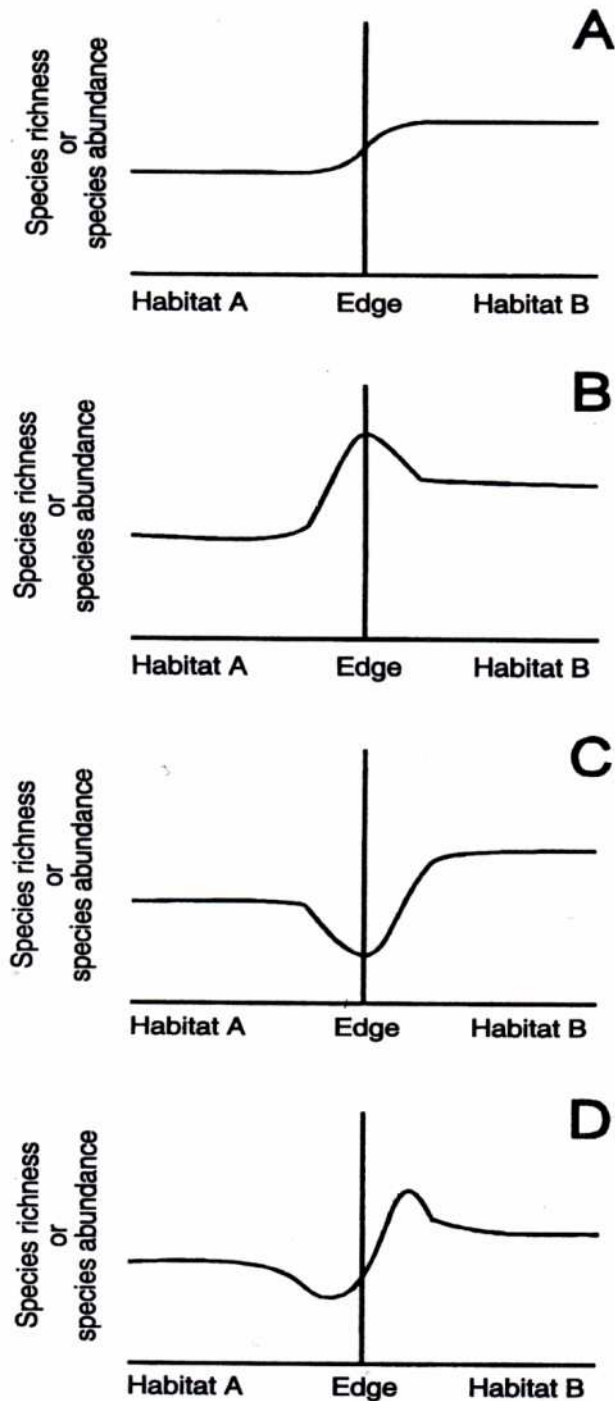 A
Species richness
or
species abundance
Habitat A Edge Habitat B
B
Species richness
or
species abundance
Habitat A Edge Habitat B
C
Species richness
or
species abundance
Habitat A Edge Habitat B
D
Species richness
or
species abundance
Habitat A Edge Habitat B